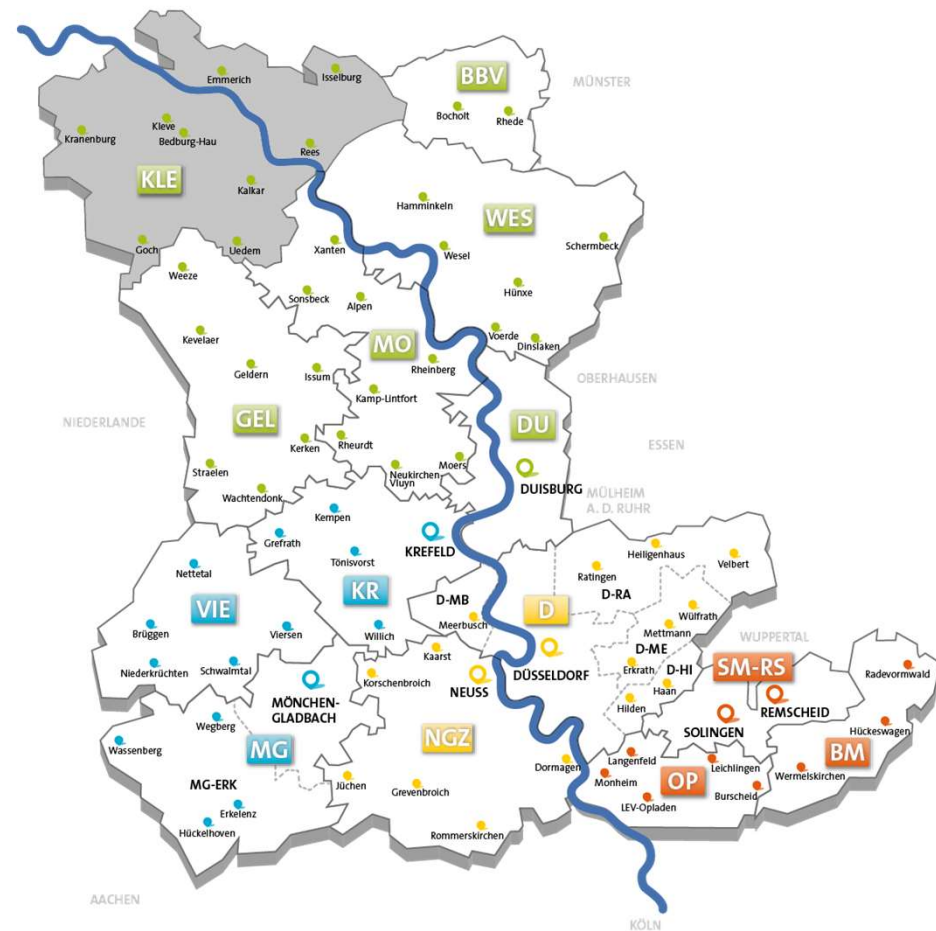 Emmerich
Isselburg
BBV
MÜNSTER
Bocholt
Rhede
Kranenburg
Kleve
Bedburg-Hau
Rees
KLE
Kalkar
Hamminkeln
WES
Schermbeck
Goch
Uedem
Xanten
Wesel
Weeze
Sonsbeck
Alpen
Hünxe
Voerde
Dinslaken
Kevelaer
MO
Rheinberg
OBERHAUSEN
Geldern
Issum
Kamp-Lintfort
NIEDERLANDE
GEL
DU
ESSEN
Kerken
Rheurdt
Straelen
Neukirchen
Vluyn
Moers
DUISBURG
Wachtendonk
MÜLHEIM
A. D. RUHR
Kempen
Grefrath
KREFELD
Tönisvorst
Heiligenhaus
Velbert
Nettetal
Ratingen
D-RA
KR
VIE
D-MB
D
Wülfrath
Brüggen
Viersen
Willich
Meerbusch
Mettmann
WUPPERTAL
D-ME
Kaarst
Niederkrüchten
Schwalmtal
Korschenbroich
NEUSS
DÜSSELDORF
Erkrath
D-HI
SM-RS
Radevormwald
MÖNCHEN-
GLADBACH
Haan
Hilden
REMSCHEID
SOLINGEN
Wegberg
Wassenberg
MG
NGZ
Hückeswagen
BM
Dormagen
Langenfeld
Leichlingen
Wermelskirchen
MG-ERK
Jüchen
Grevenbroich
Monheim
OP
Burscheid
LEV-Opladen
Erkelenz
Hückelhoven
Rommerskirchen
AACHEN
KÖLN